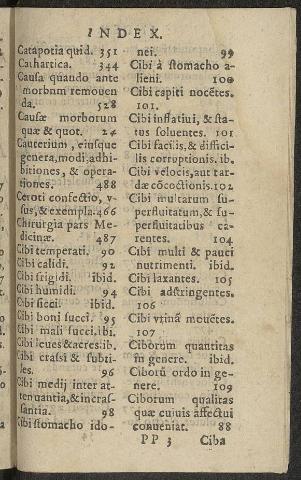 INDEX.
Catapotia quid. 351
Cathartica. 344
Causa quando ante
morbum remouen
da. 528
Causæ morborum
quæ & quot. 24
Cauterium, eiusque
genera, modi, adhi-
bitiones, & opera-
tiones. 488
Ceroti confectio, v-
sus, & exempla. 466
Chirurgia pars Me-
dicinæ. 487
Cibi temperati. 90
Cibi calidi. 92
Cibi frigidi. ibid.
Cibi humidi. 94
Cibi sicci. ibid.
Cibi boni succi. 95
Cibi mali succi. ibi.
Cibi leues & acres. ib.
Cibi crassi & subti-
les. 96
Cibi medij inter at-
tenuantia, & incras-
santia. 98
Cibi stomacho ido-
nei. 99
Cibi à stomacho a-
lieni. 100
Cibi capiti nocẽtes.
101.
Cibi inflatiui, & fla-
tus soluentes. 101
Cibi facilis, & diffici-
lis corruptionis. ib.
Cibi velocis, aut tar-
dæ cõcoctionis. 102
Cibi multarum su-
perfluitatum, & su-
perfluitatibus ca-
rentes. 104
Cibi multi & pauci
nutrimenti. ibid.
Cibi laxantes. 105
Cibi adstringentes.
106
Cibi vrinã mouẽtes.
107
Ciborum quantitas
in genere. ibid.
Ciborũ ordo in ge-
nere. 109
Ciborum qualitas
quæ cuiuis affectui
conueniat. 88
PP 3 Ciba